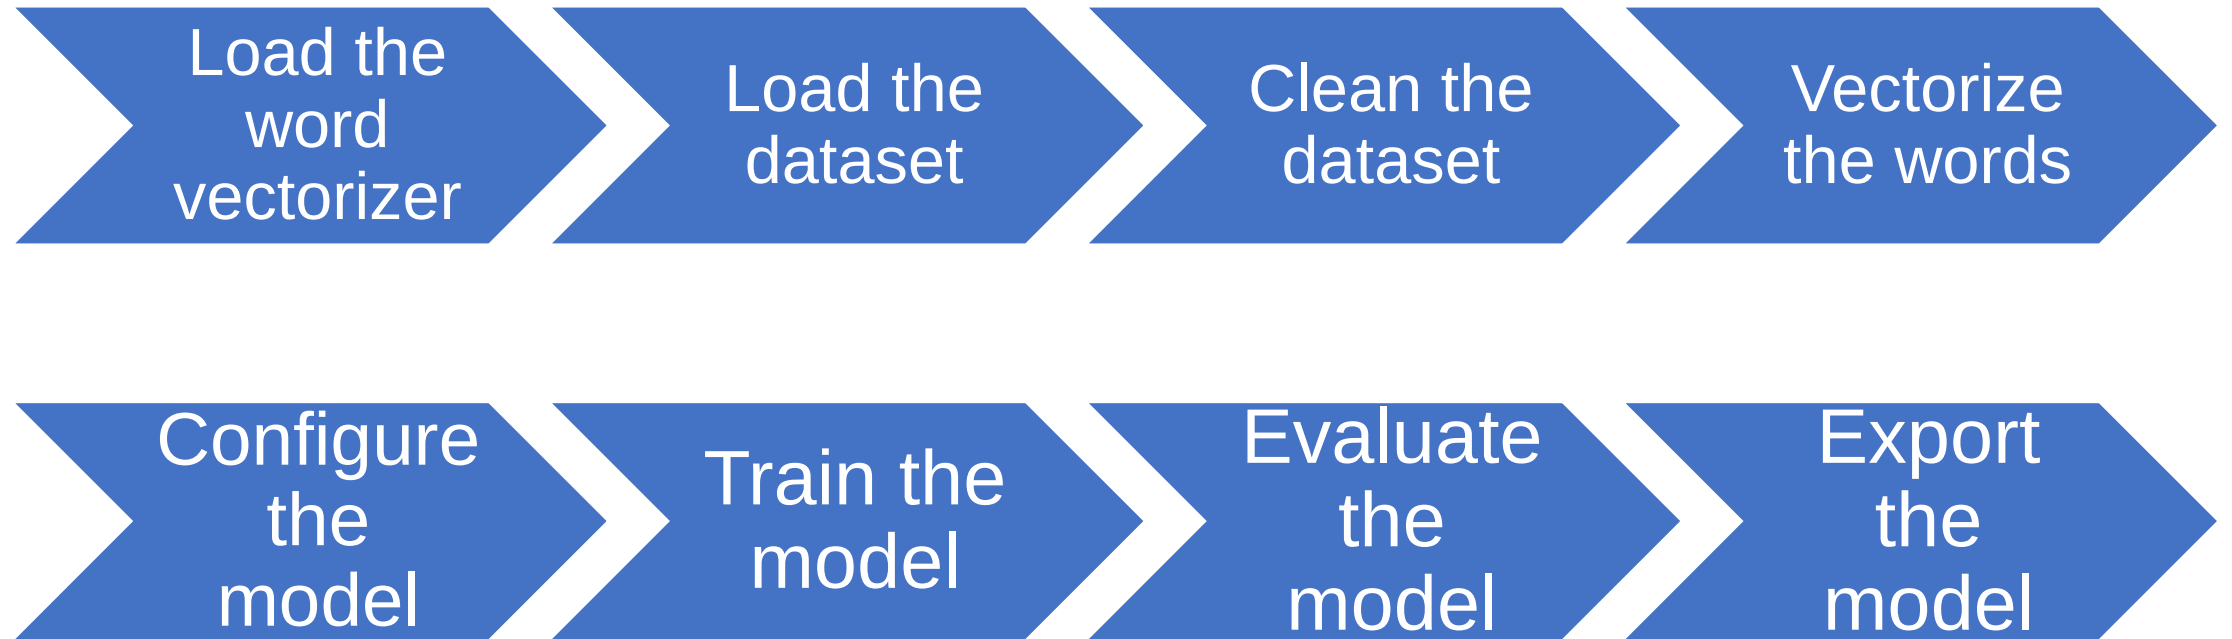 Load the
word
vectorizer
Load the
dataset
Clean the
dataset
Vectorize
the words
Configure
the
model
Train the
model
Evaluate
the
model
Export
the
model